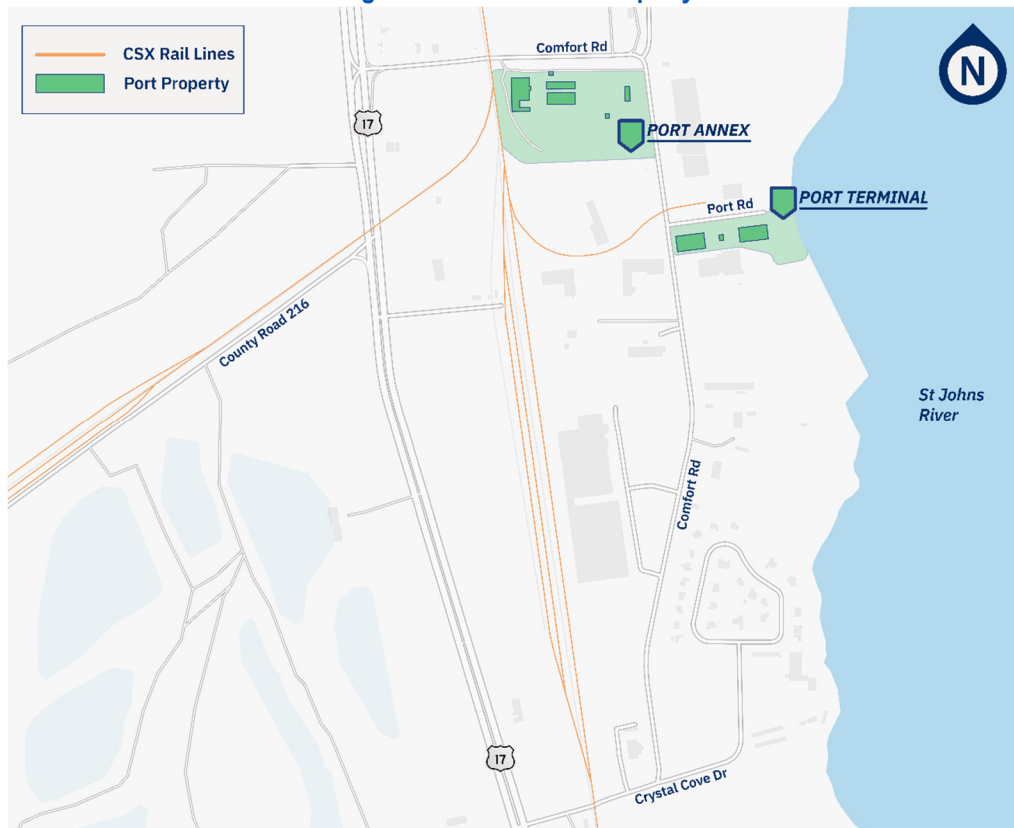 CSX Rail Lines
Port Property
Comfort Rd
N
17
PORT ANNEX
Port Rd
PORT TERMINAL
County Road 216
St Johns
River
Comfort Rd
17
Crystal Cove Dr